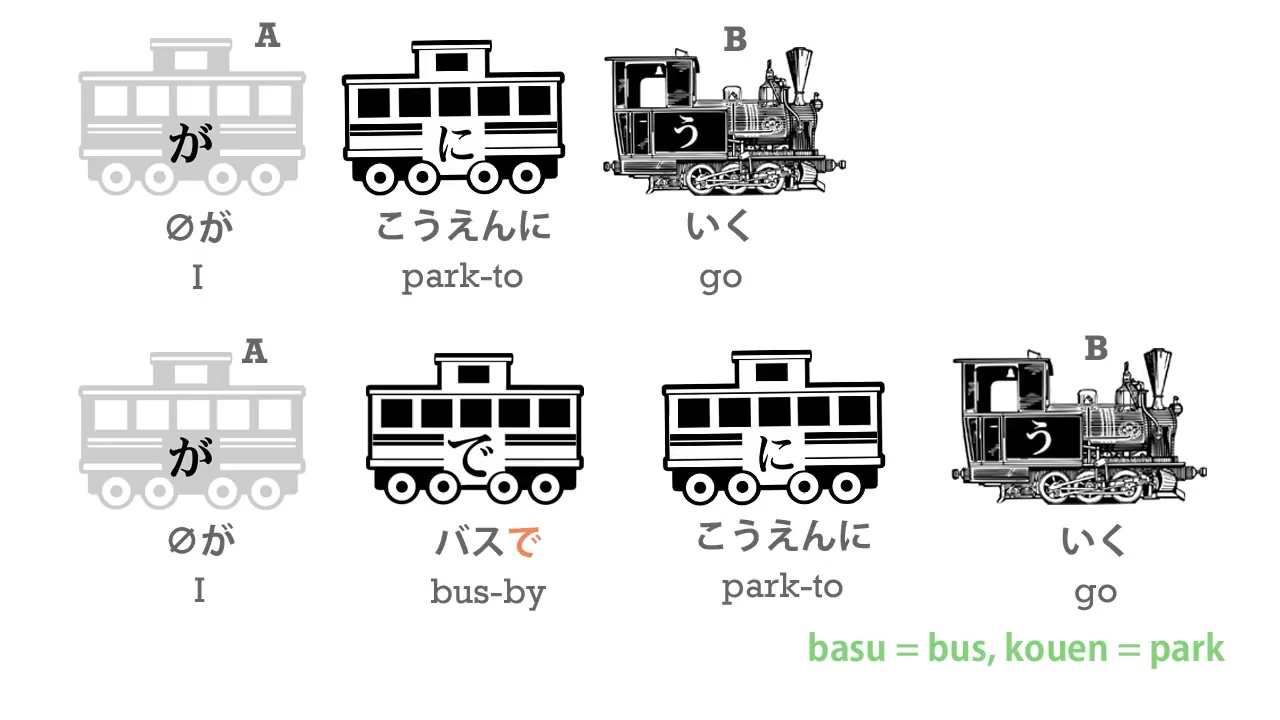 A B
が に う
∅が こうえんに いく
I park-to go
A B
が で に う
∅が バスで こうえんに いく
I bus-by park-to go
basu = bus, kouen = park